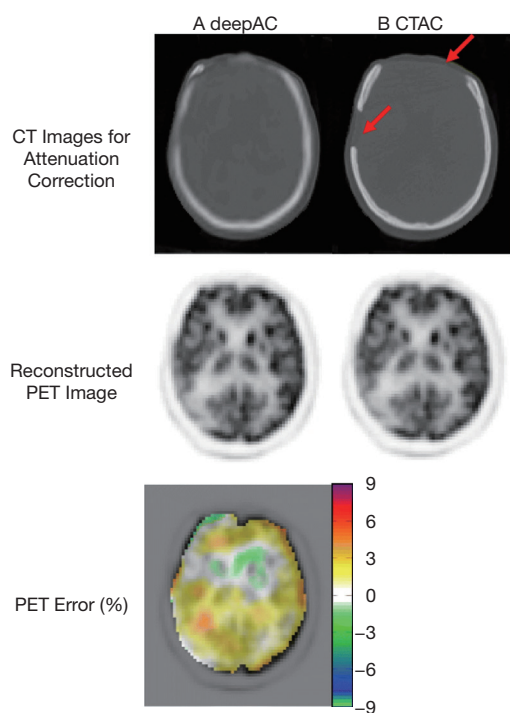 A deepAC
B CTAC
CT Images for
Attenuation
Correction
Reconstructed
PET Image
PET Error (%)
9
6
3
0
−3
−6
−9